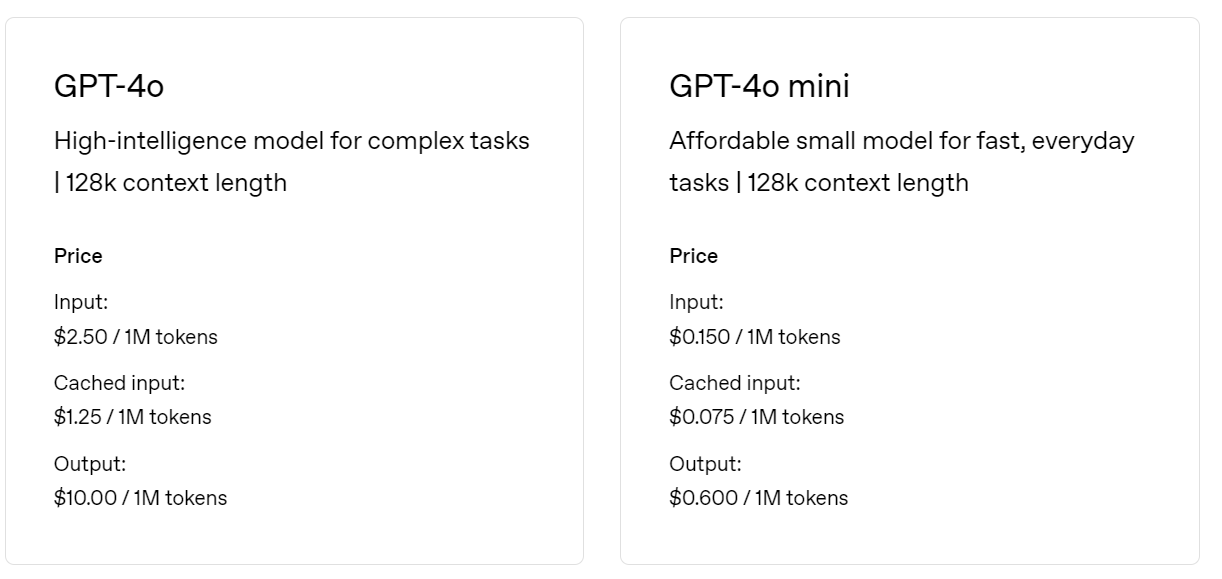 GPT-4o
High-intelligence model for complex tasks
| 128k context length
Price
Input:
$2.50 / 1M tokens
Cached input:
$1.25 / 1M tokens
Output:
$10.00 / 1M tokens
GPT-4o mini
Affordable small model for fast, everyday
tasks | 128k context length
Price
Input:
$0.150 / 1M tokens
Cached input:
$0.075 / 1M tokens
Output:
$0.600 / 1M tokens